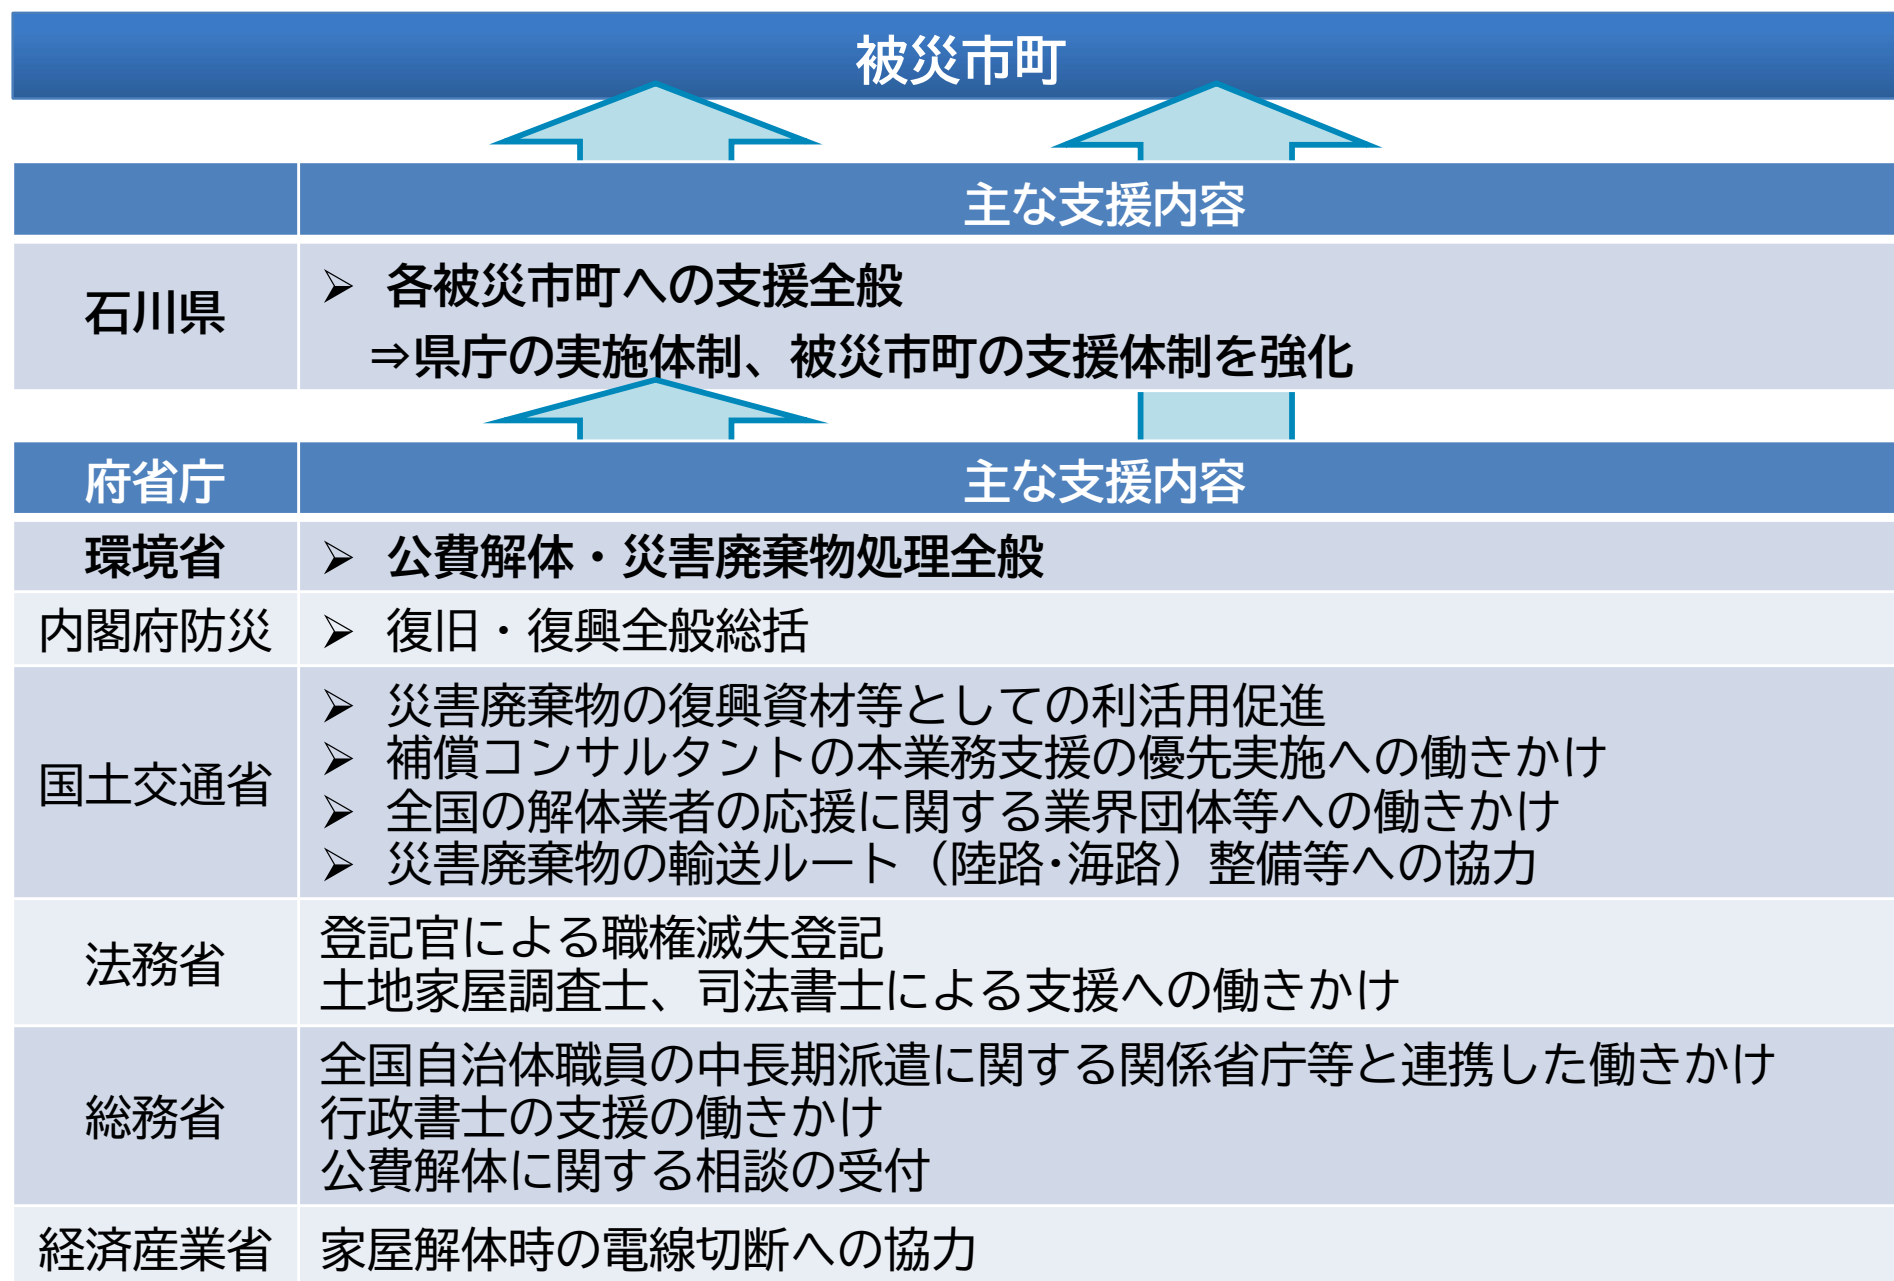 被災市町
主な支援内容
石川県
➢ 各被災市町への支援全般
⇒県庁の実施体制、被災市町の支援体制を強化
府省庁 主な支援内容
環境省 ➢ 公費解体・災害廃棄物処理全般
内閣府防災 ➢ 復旧・復興全般総括
国土交通省
➢ 災害廃棄物の復興資材等としての利活用促進
➢ 補償コンサルタントの本業務支援の優先実施への働きかけ
➢ 全国の解体業者の応援に関する業界団体等への働きかけ
➢ 災害廃棄物の輸送ルート（陸路･海路）整備等への協力
法務省
登記官による職権滅失登記
土地家屋調査士、司法書士による支援への働きかけ
総務省
全国自治体職員の中長期派遣に関する関係省庁等と連携した働きかけ
行政書士の支援の働きかけ
公費解体に関する相談の受付
経済産業省 家屋解体時の電線切断への協力